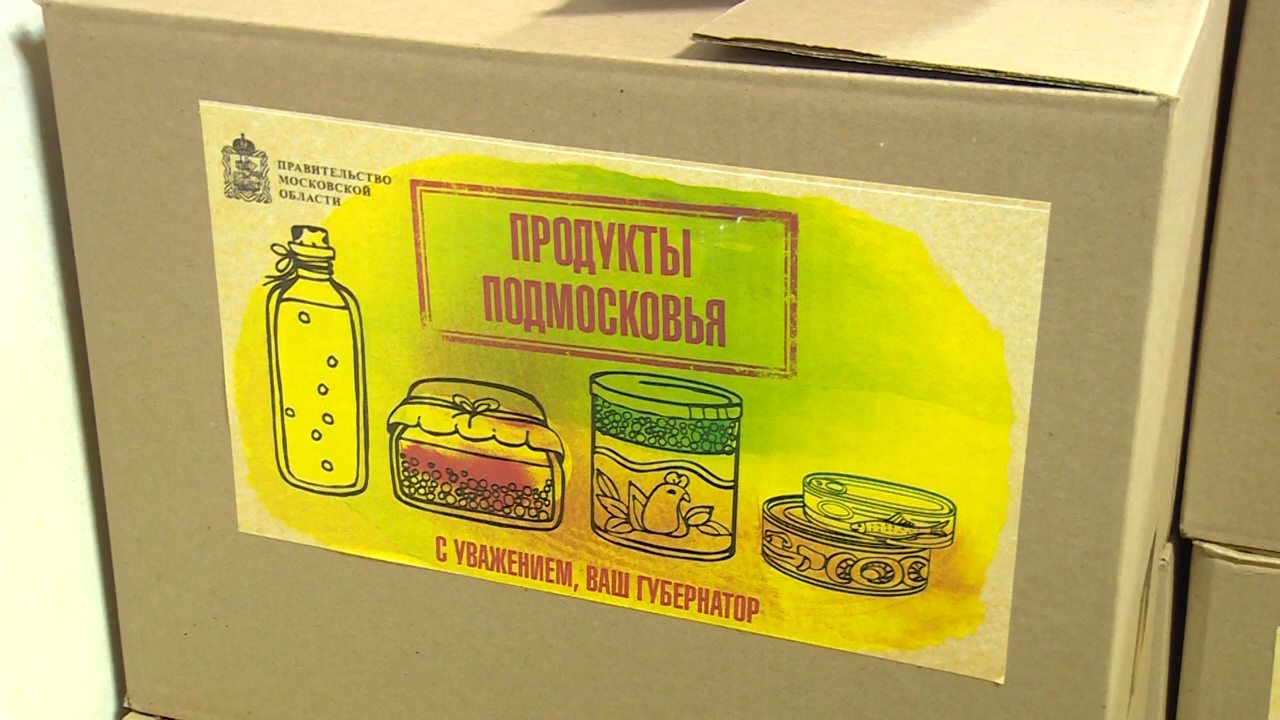 ПРАВИТЕЛЬСТВО
МОСКОВСКОЙ
ОБЛАСТИ
ПРОДУКТЫ
ПОДМОСКОВЬЯ
С УВАЖЕНИЕМ, ВАШ ГУБЕРНАТОР